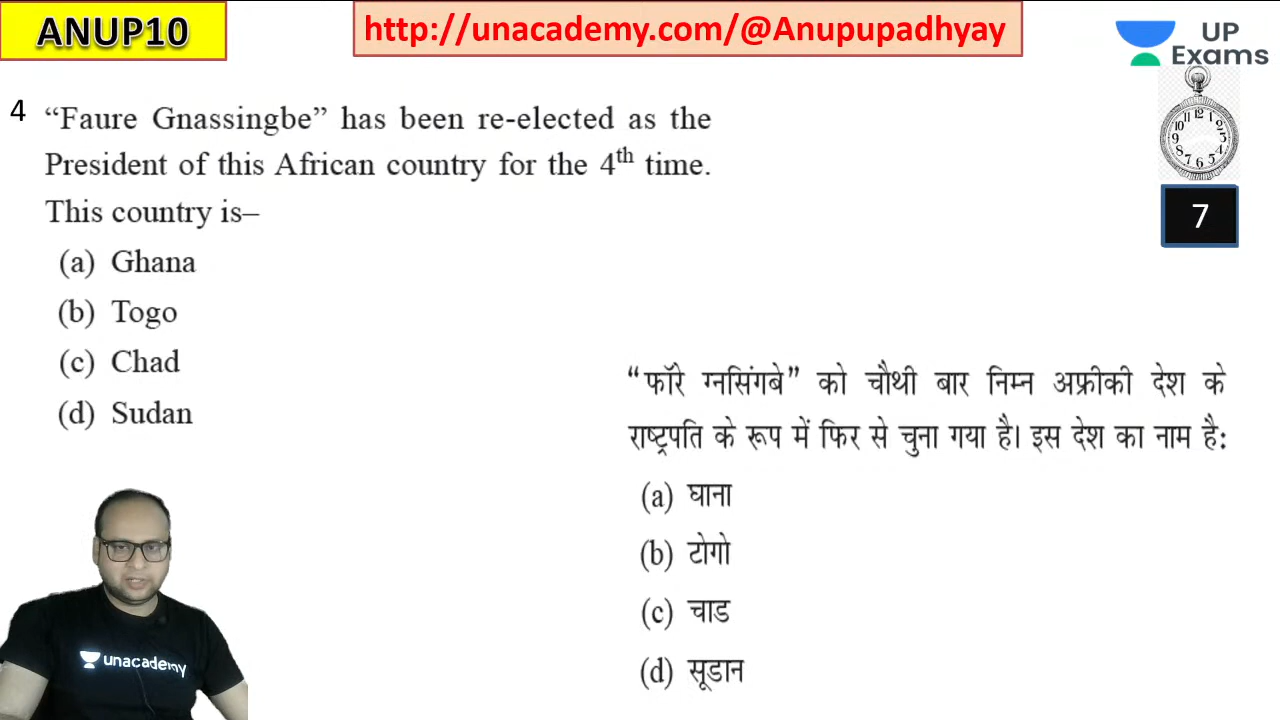 ANUP10
http://unacademy.com/@Anupupadhyay
UP
Exams
4 “Faure Gnassingbe” has been re-elected as the
President of this African country for the 4th time.
This country is–
(a) Ghana
(b) Togo
(c) Chad
(d) Sudan
7
“फॉरे ग्नसिंगबे” को चौथी बार निम्न अफ्रीकी देश के
राष्ट्रपति के रूप में फिर से चुना गया है। इस देश का नाम है:
(a) घाना
(b) टोगो
(c) चाड
(d) सूडान
unacademy